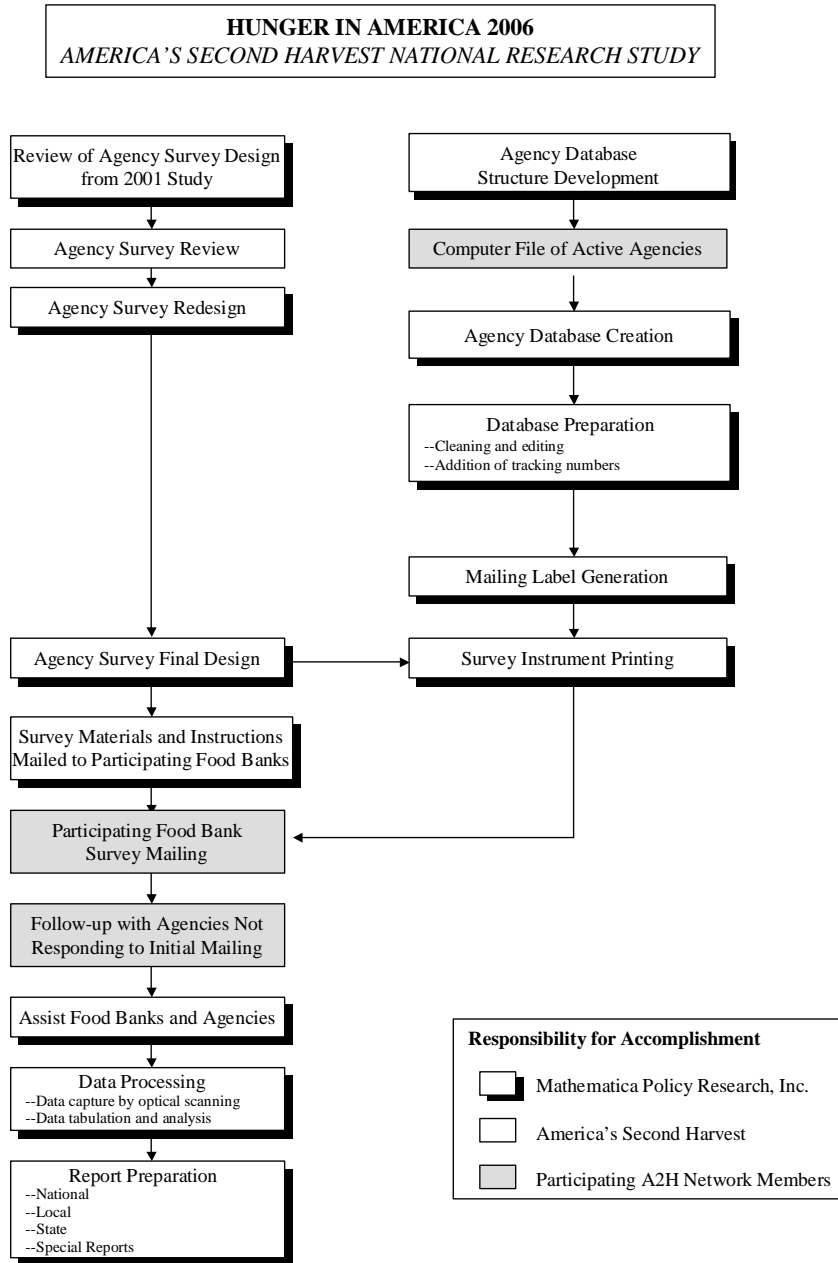 HUNGER IN AMERICA 2006
AMERICA'S SECOND HARVEST NATIONAL RESEARCH STUDY
Review of Agency Survey Design
from 2001 Study
Agency Survey Review
Agency Survey Redesign
Agency Database
Structure Development
Computer File of Active Agencies
Agency Database Creation
Database Preparation
--Cleaning and editing
--Addition of tracking numbers
Mailing Label Generation
Agency Survey Final Design
Survey Instrument Printing
Survey Materials and Instructions
Mailed to Participating Food Banks
Participating Food Bank
Survey Mailing
Follow-up with Agencies Not
Responding to Initial Mailing
Assist Food Banks and Agencies
Data Processing
--Data capture by optical scanning
--Data tabulation and analysis
Report Preparation
--National
--Local
--State
--Special Reports
Responsibility for Accomplishment
Mathematica Policy Research, Inc.
America's Second Harvest
Participating A2H Network Members